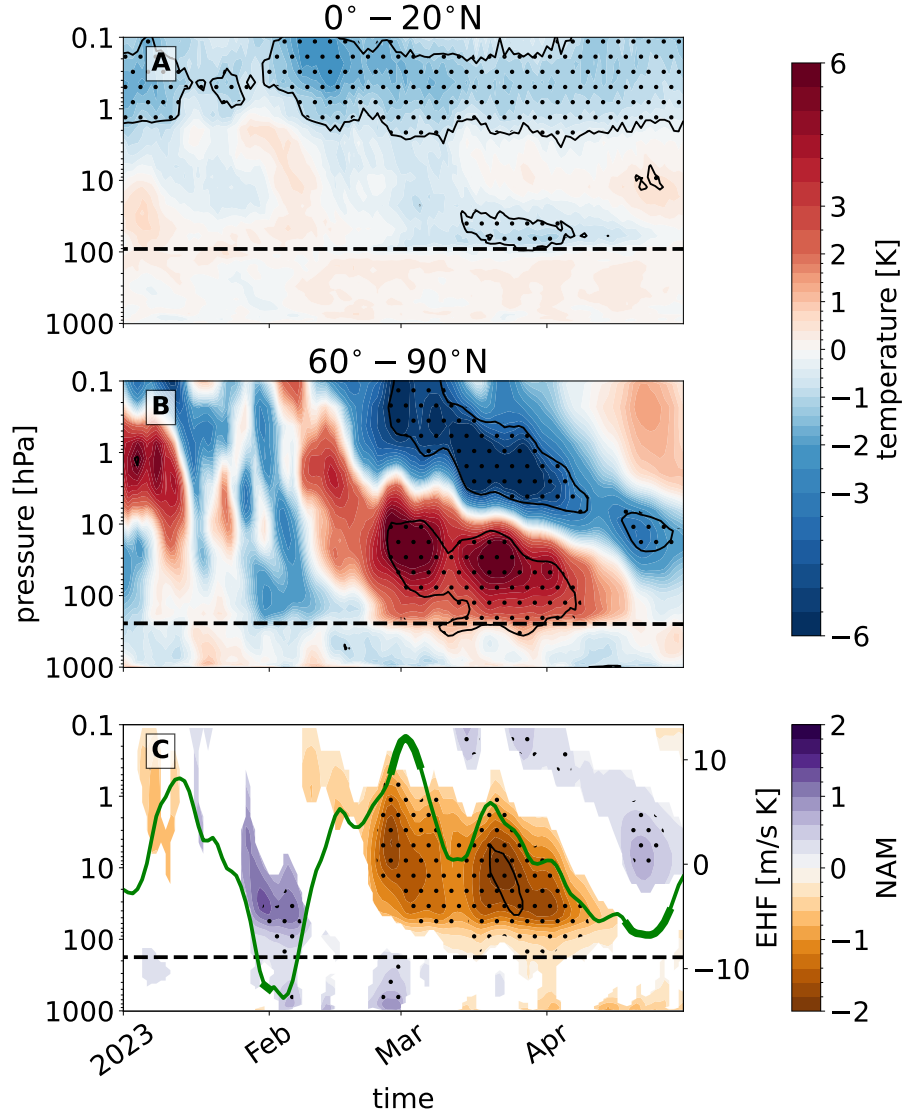 0° − 20°N
A
0.1
1
10
100
1000
60° − 90°N
B
0.1
1
10
100
1000
pressure [hPa]
C
0.1
1
10
100
1000
10
0
−10
EHF [m/s K]
2023
Feb
Mar
Apr
time
6
3
2
1
0
−1
−2
−3
−6
temperature [K]
2
1
0
−1
−2
NAM